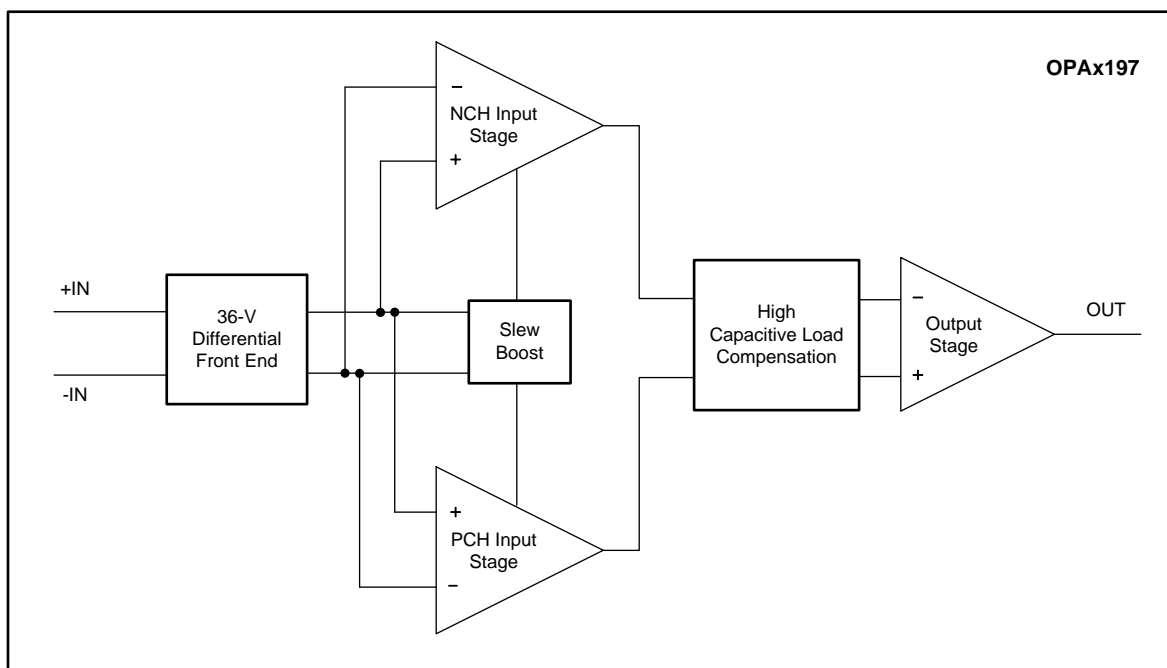 OPAx197
−
NCH Input
Stage
+
+IN
-IN
36-V
Differential
Front End
Slew
Boost
High
Capacitive Load
Compensation
−
Output
Stage
+
OUT
+
PCH Input
Stage
−